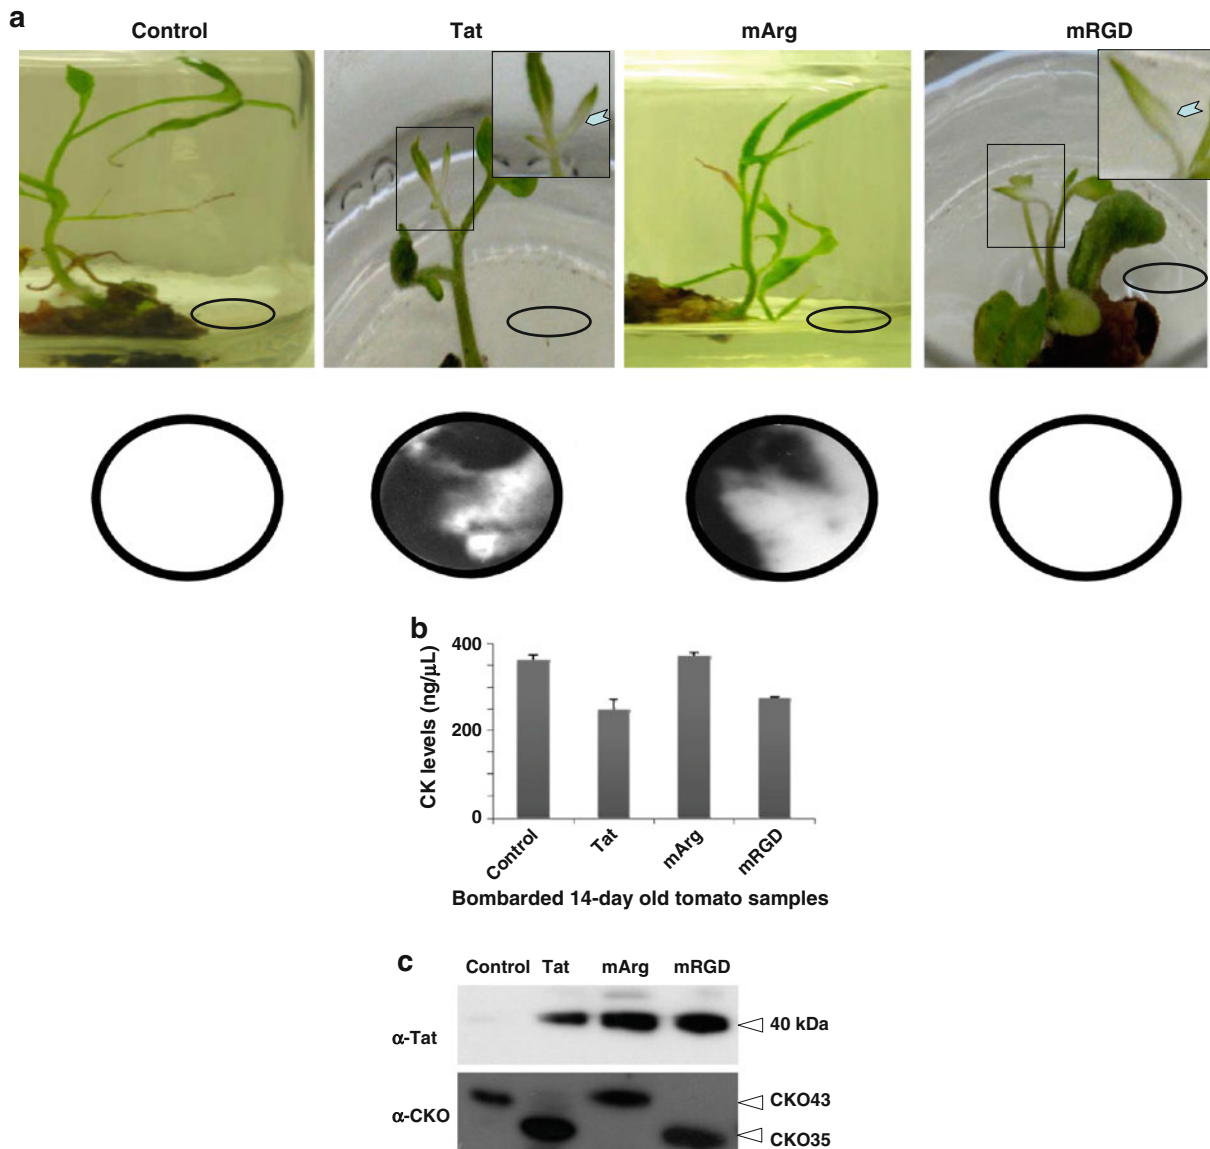 a
Control Tat mArg mRGD
b
CK levels (ng/µL)
400
200
0
Control Tat mArg mRGD
Bombarded 14-day old tomato samples
c
Control Tat mArg mRGD
α-Tat
40 kDa
α-CKO
CKO43
CKO35